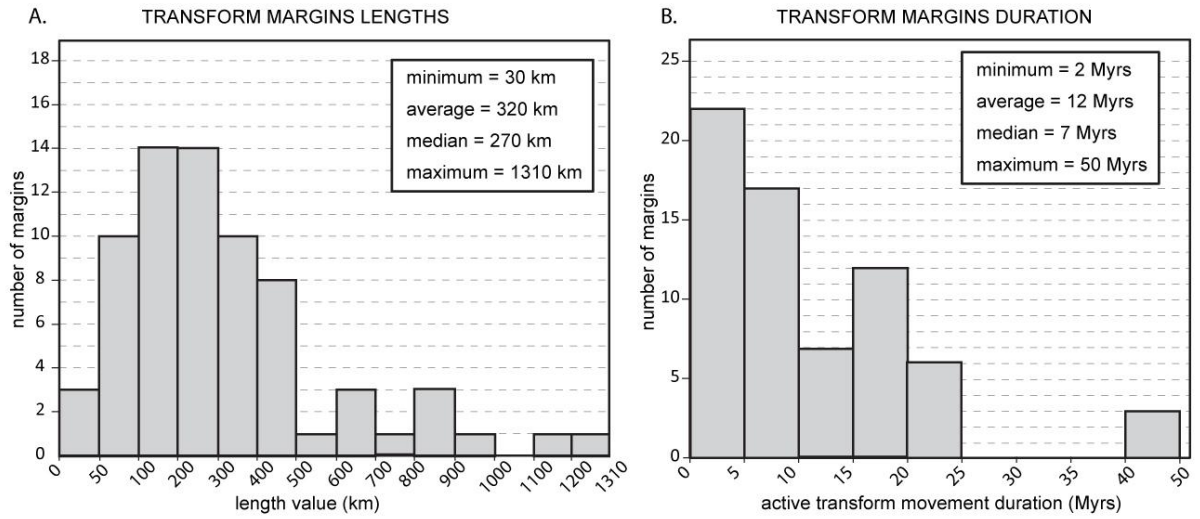 A. TRANSFORM MARGINS LENGTHS
18
16
14
12
10
8
6
4
2
0
number of margins
minimum = 30 km
average = 320 km
median = 270 km
maximum = 1310 km
0 50 100 200 300 400 500 600 700 800 900 1000 1100 1200 1310
length value (km)
B. TRANSFORM MARGINS DURATION
25
20
15
10
5
0
number of margins
minimum = 2 Myrs
average = 12 Myrs
median = 7 Myrs
maximum = 50 Myrs
0 5 10 15 20 25 30 35 40 50
active transform movement duration (Myrs)